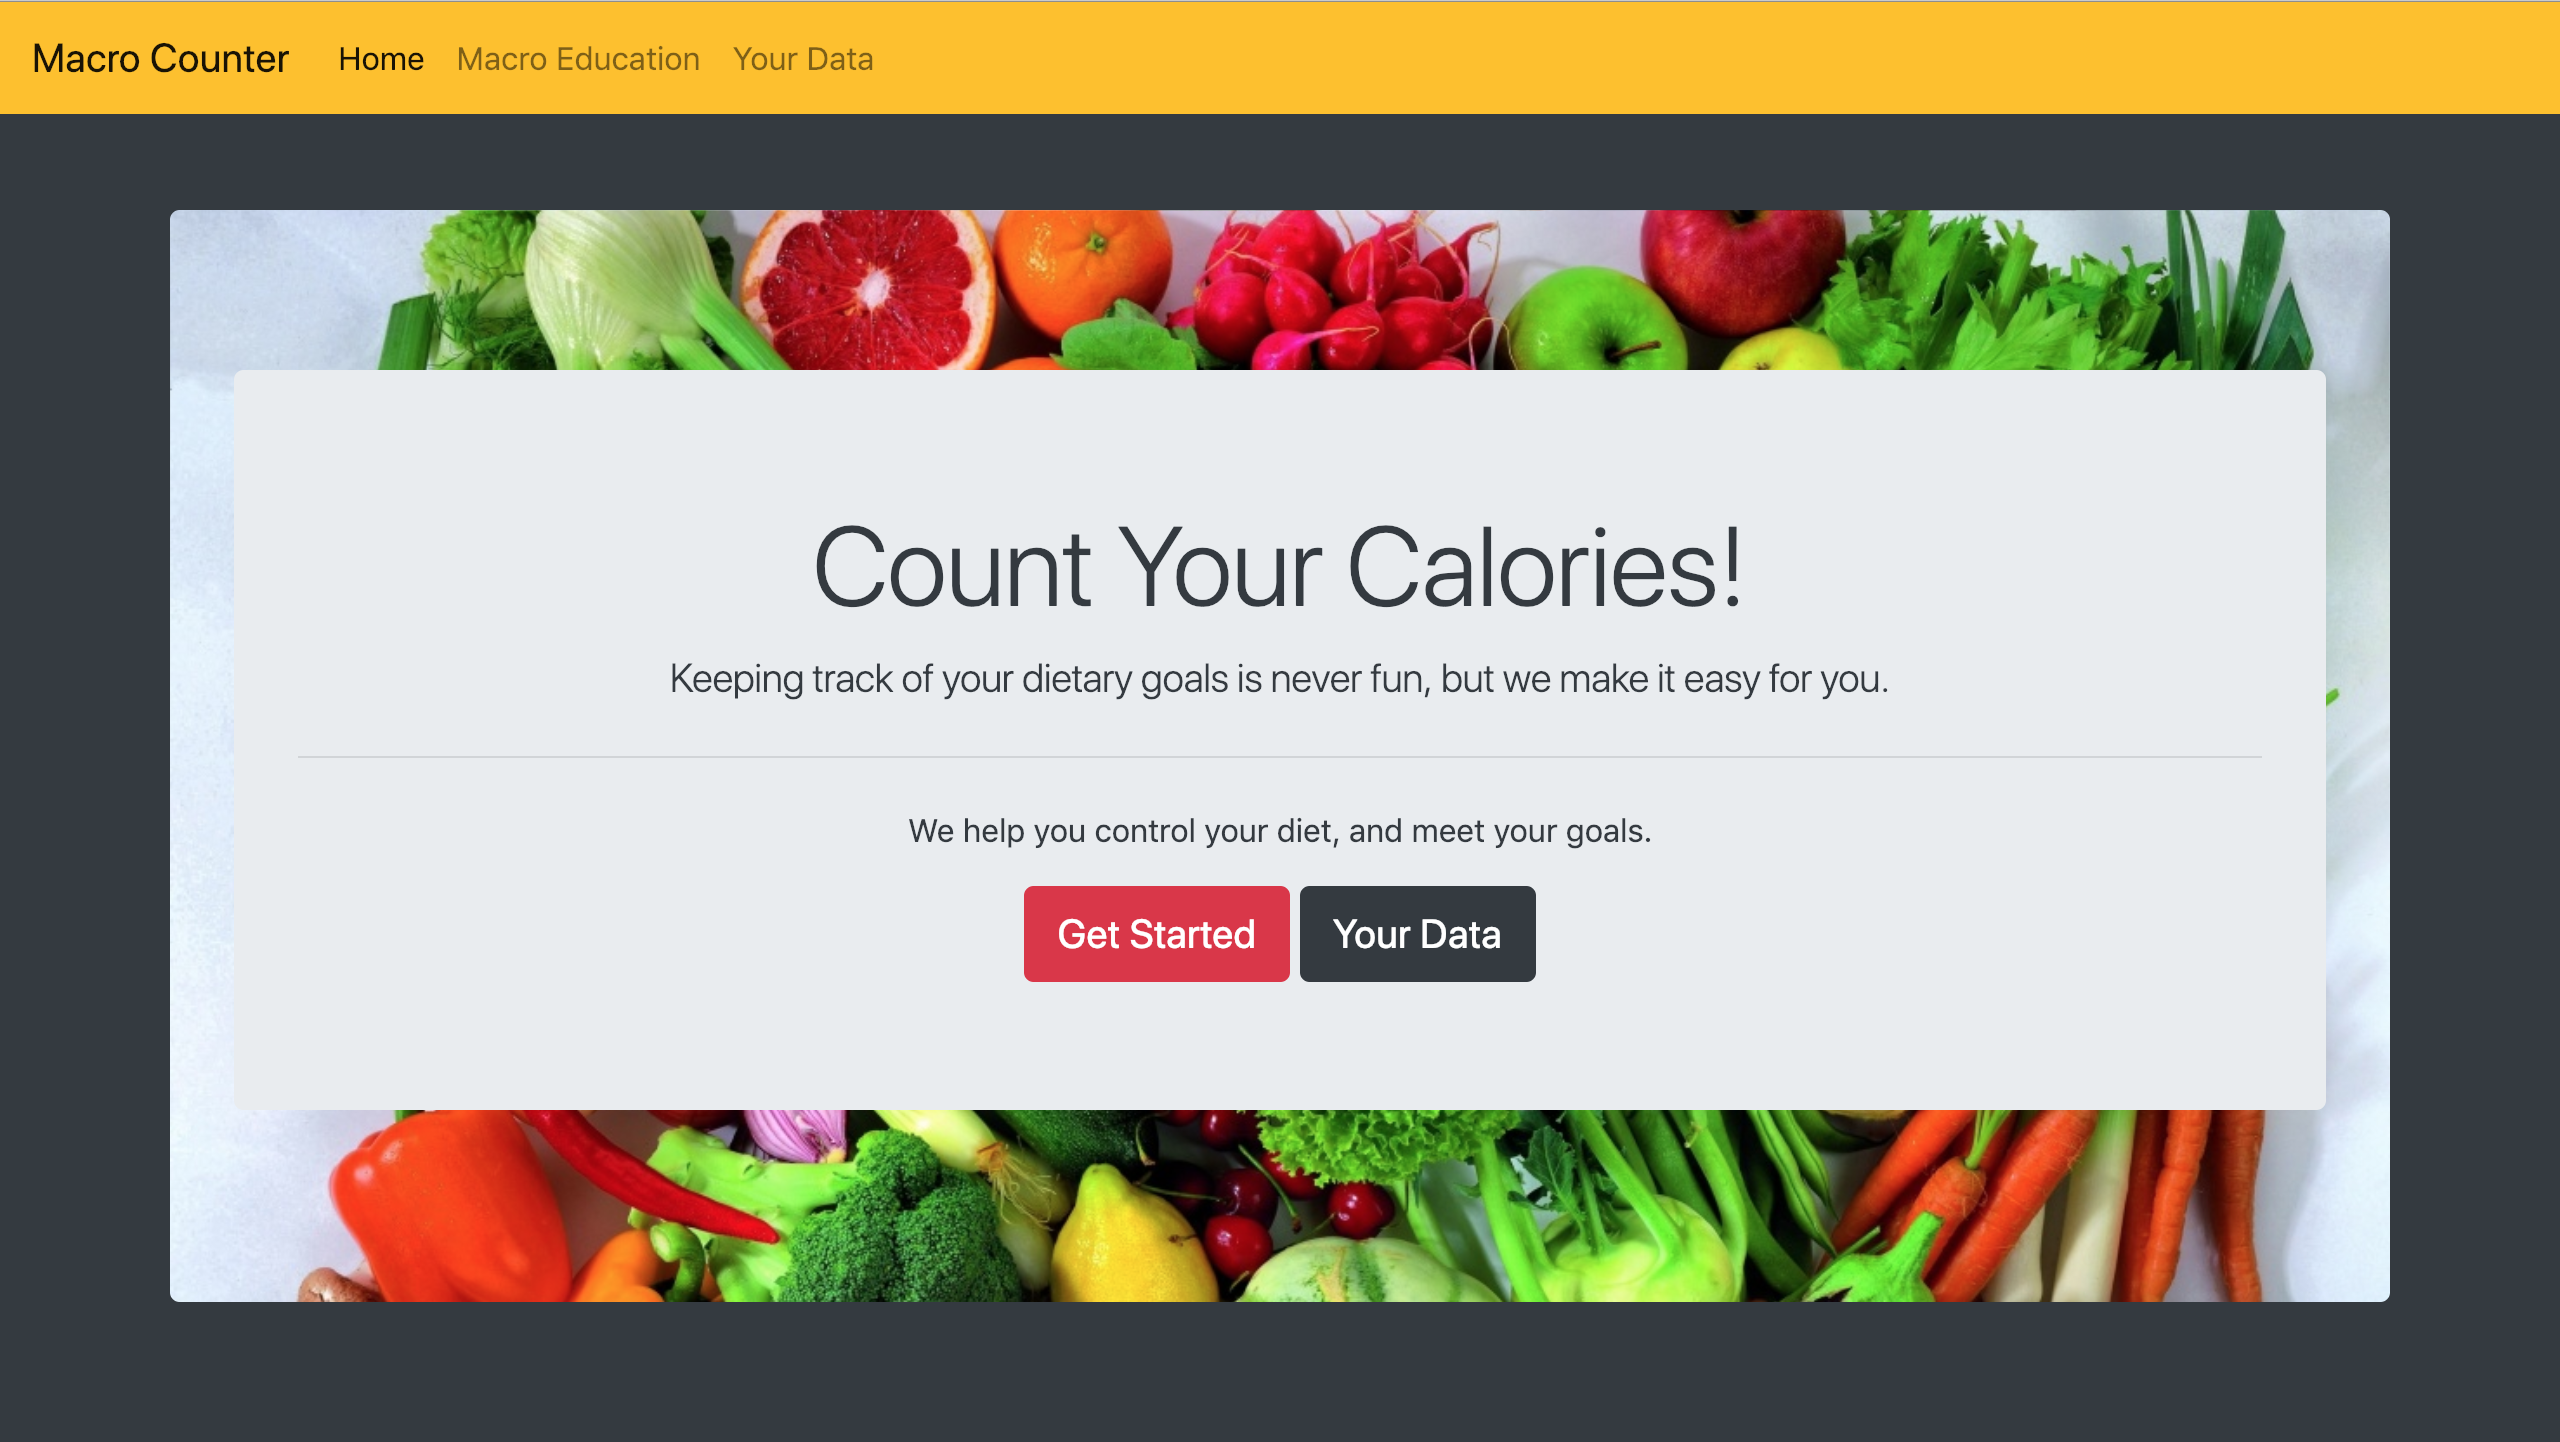 Macro Counter Home Macro Education Your Data
Count Your Calories!
Keeping track of your dietary goals is never fun, but we make it easy for you.
We help you control your diet, and meet your goals.
Get Started Your Data